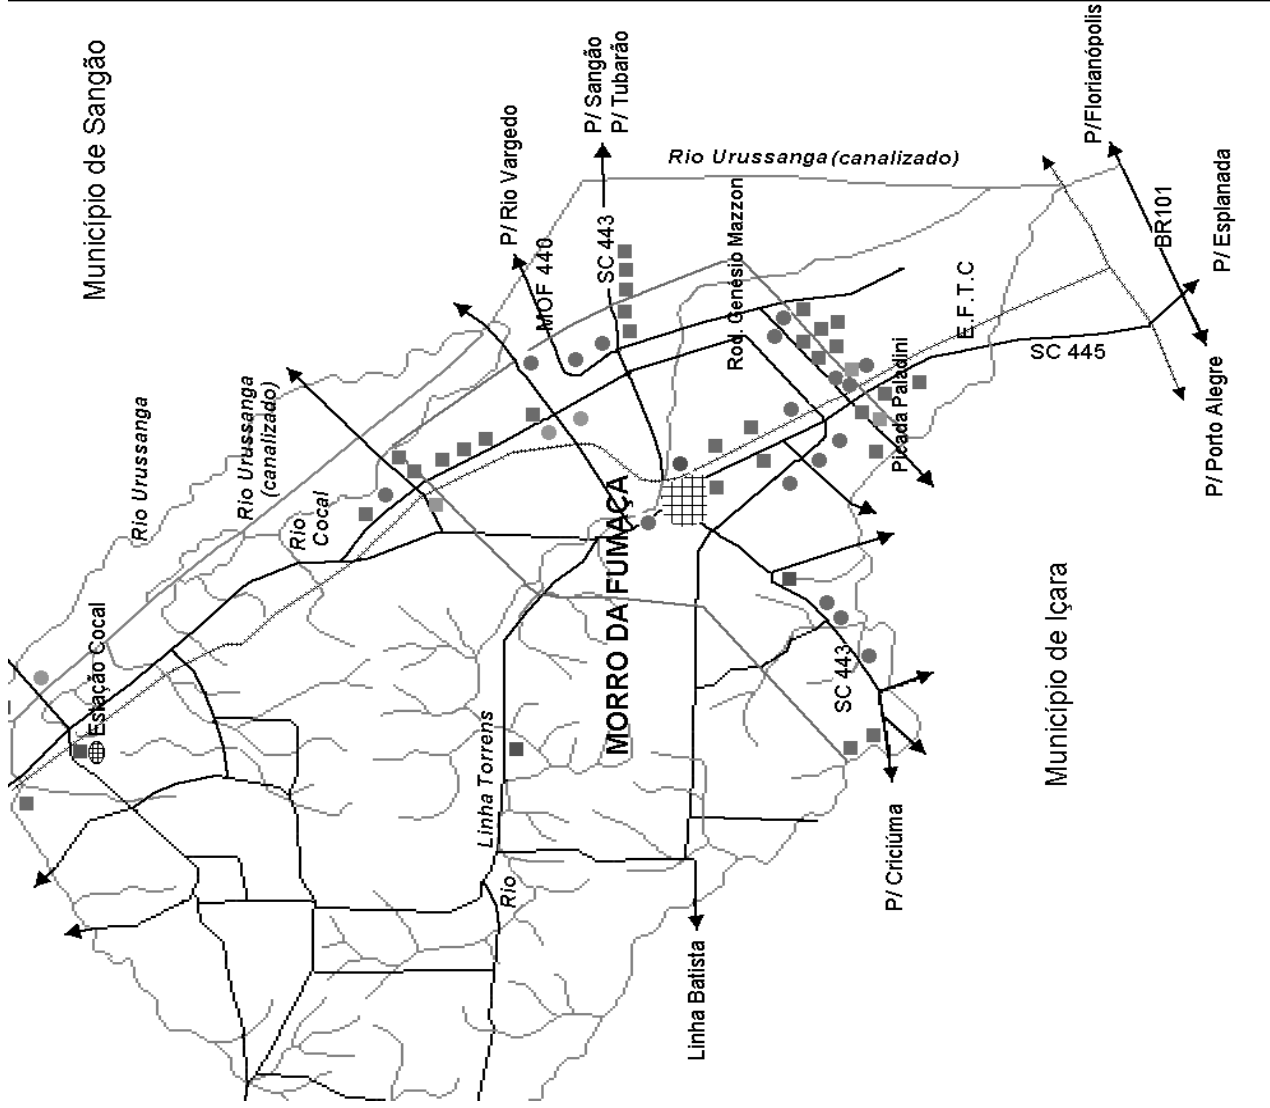 Município de Sangão
Rio Urussanga
Rio Urussanga
(canalizado)
Rio
Cocal
Estação Cocal
P/ Rio Vargedo
MOF 440
P/ Sangão
P/ Tubarão
SC 443
Rio Urussanga (canalizado)
Rod. Genésio Mazzon
Picada Paladini
E.F.T.C
SC 445
P/Florianópolis
BR101
P/ Esplanada
P/ Porto Alegre
MORRO DA FUMAÇA
Linha Torrens
Rio
SC 443
P/ Criciúma
Linha Batista
Município de Içara